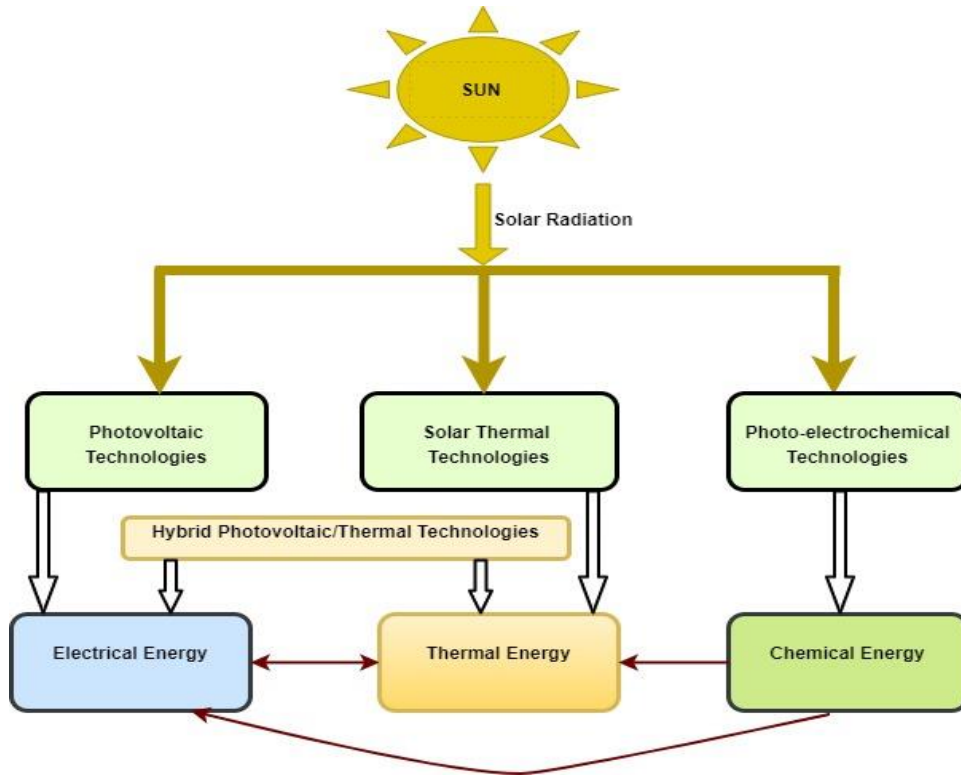 SUN
Solar Radiation
Photovoltaic
Technologies
Solar Thermal
Technologies
Photo-electrochemical
Technologies
Hybrid Photovoltaic/Thermal Technologies
Electrical Energy
Thermal Energy
Chemical Energy